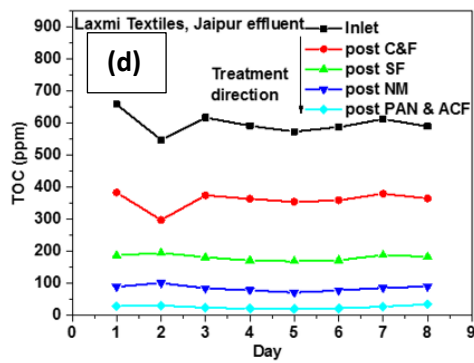 Laxmi Textiles, Jaipur effluent
(d)
Treatment
direction
Inlet
post C&F
post SF
post NM
post PAN & ACF
TOC (ppm)
900
800
700
600
500
400
300
200
100
0
0 1 2 3 4 5 6 7 8 9
Day